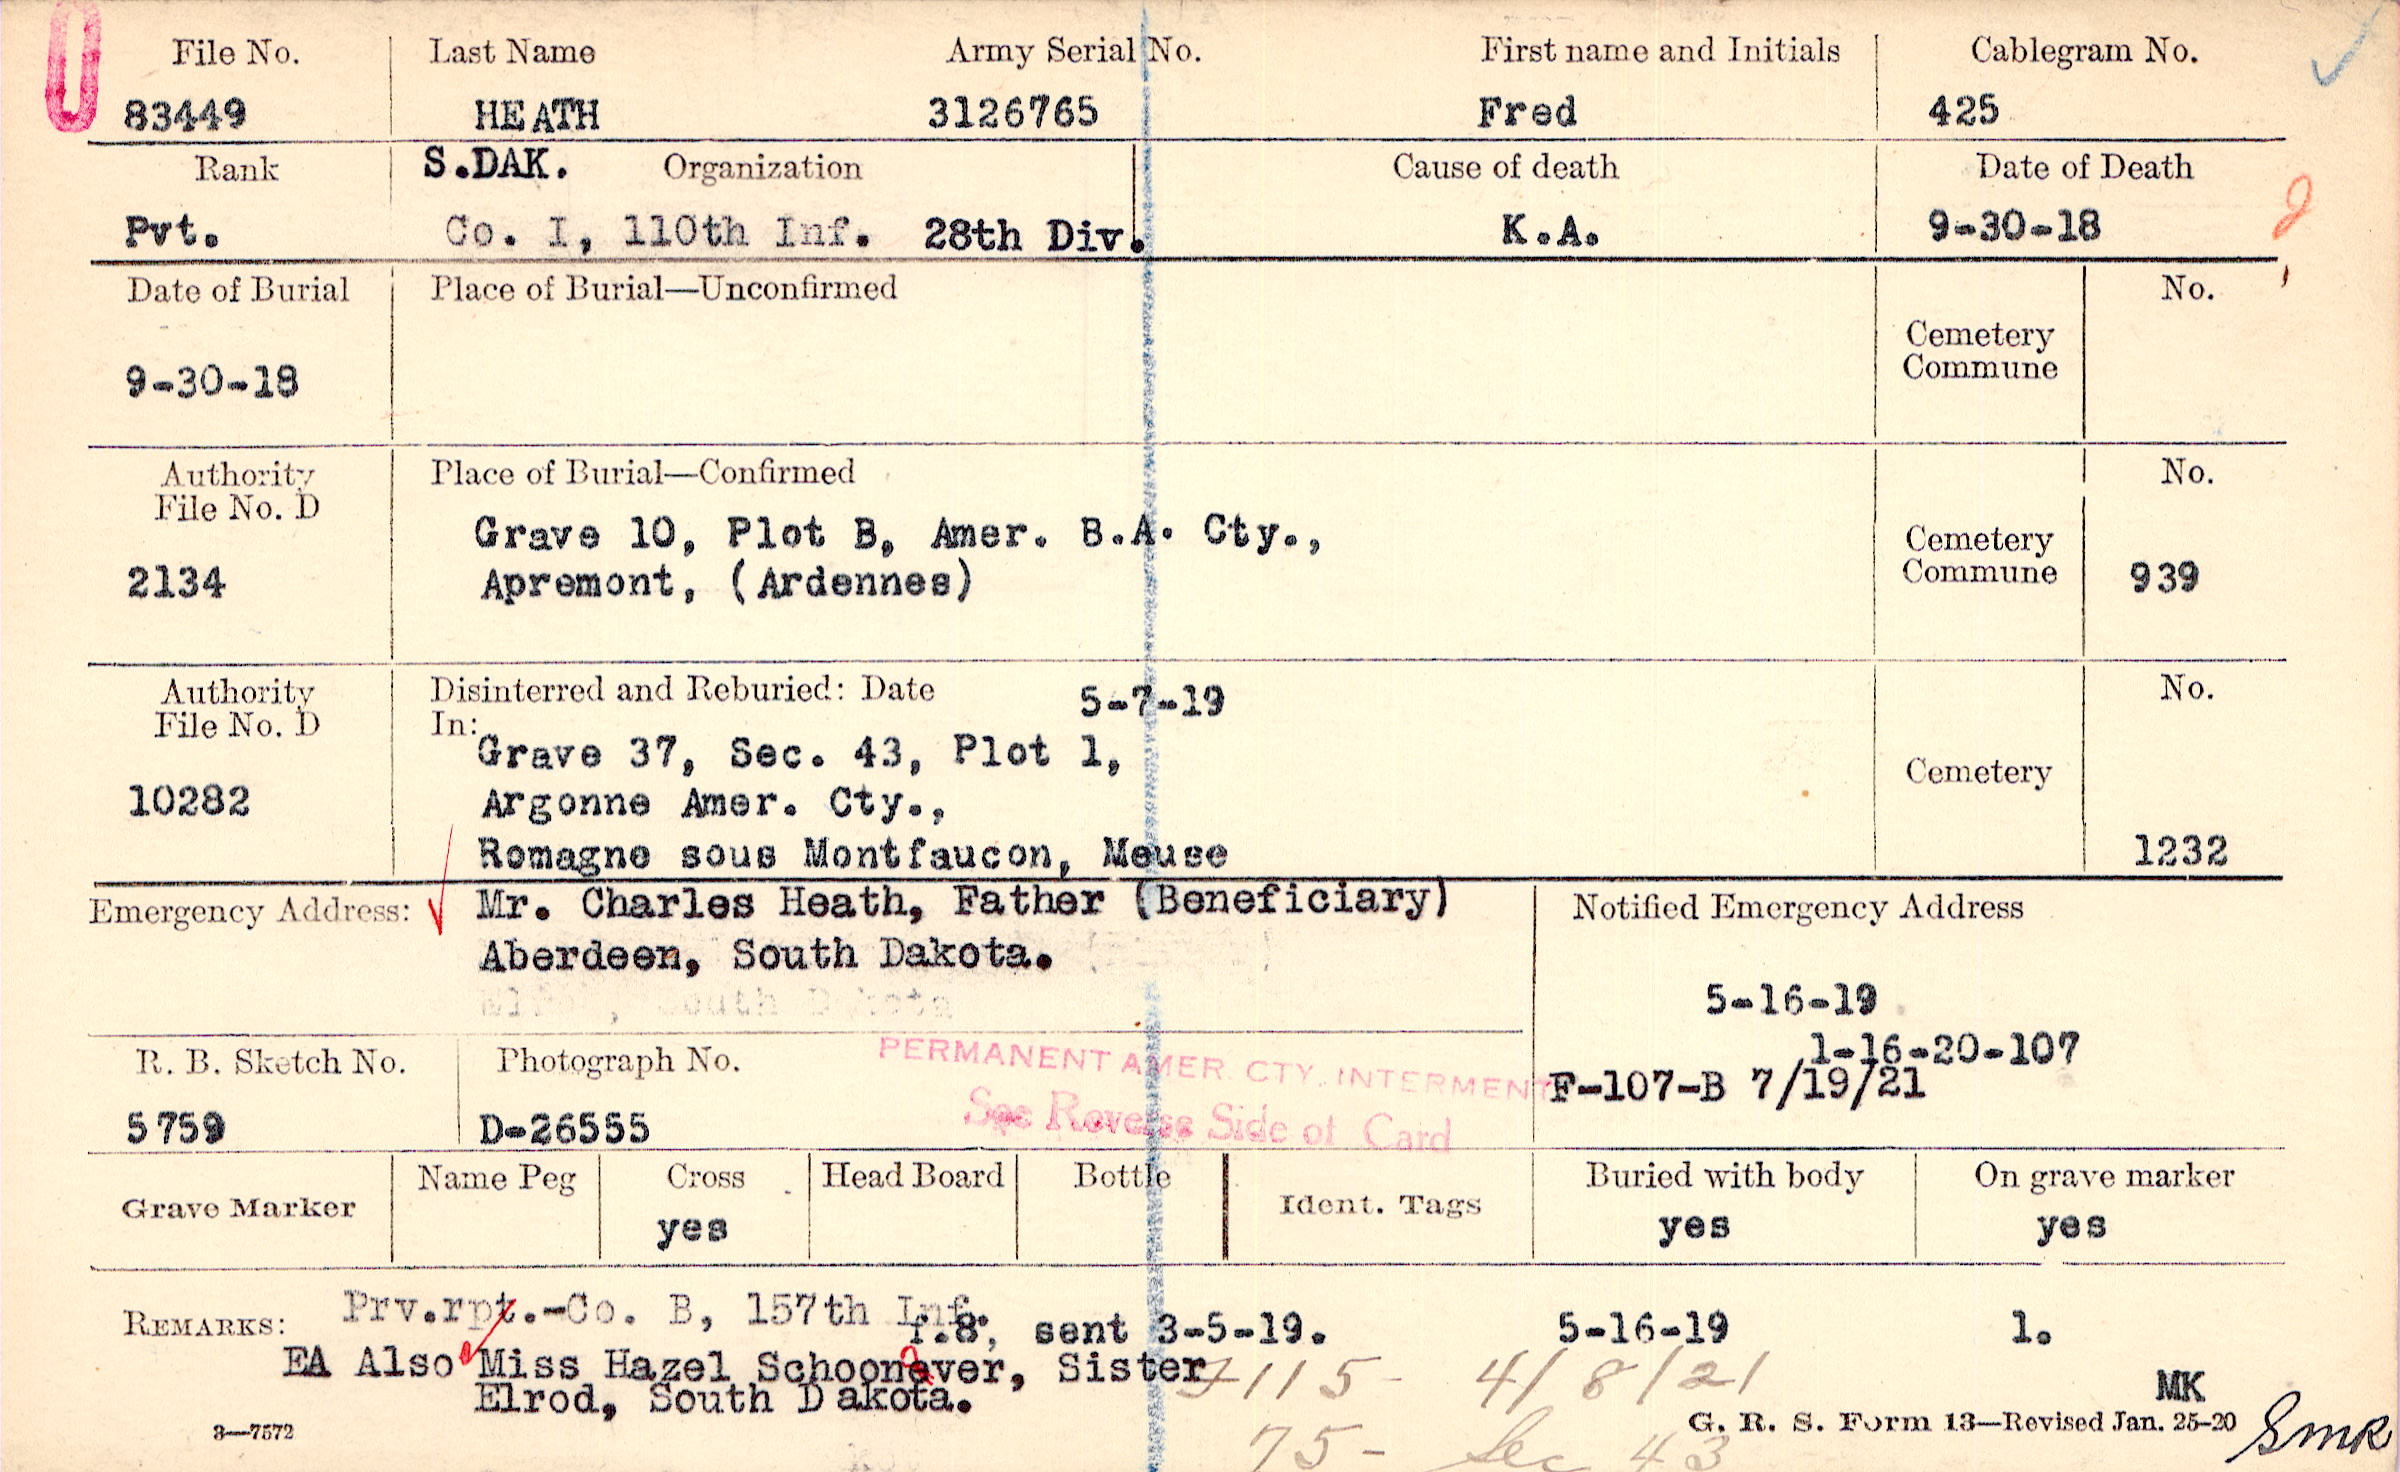 File No. Last Name Army Serial No. First name and Initials Cablegram No.
83449 HEATH 3126765 Fred 425
Rank S.DAK. Organization Cause of death Date of Death
Pvt. Co. I, 110th Inf. 28th Div. K.A. 9-30-18
Date of Burial Place of Burial—Unconfirmed No.
Cemetery
Commune
9-30-18
Authority Place of Burial—Confirmed No.
File No. D
Grave 10, Plot B, Amer. B.A. Cty., Cemetery
2134 Apremont, (Ardennes) Commune 939
Authority Disinterred and Reburied: Date 5-7-19 No.
File No. D In:
Grave 37, Sec. 43, Plot 1,
Cemetery
10282 Argonne Amer. Cty.,
Romagne sous Montfaucon, Meuse 1232
Emergency Address: Mr. Charles Heath, Father (Beneficiary) Notified Emergency Address
Aberdeen, South Dakota.
South Dakota 5-16-19
1-16-20-107
R. B. Sketch No. Photograph No. PERMANENT AMER. CTY. INTERMENT F-107-B 7/19/21
See Reverse Side of Card
5759 D-26555
Grave Marker Name Peg Cross Head Board Bottle Ident. Tags Buried with body On grave marker
yes yes yes
REMARKS: Prv.rpt.-Co. B, 157th Inf.
F.8, sent 3-5-19. 5-16-19 1.
EA Also Miss Hazel Schoonover, Sister 115- 4/8/21
Elrod, South Dakota. MK
3—7572 G. R. S. Form 13—Revised Jan. 25-20 SMR
75- Sec 43